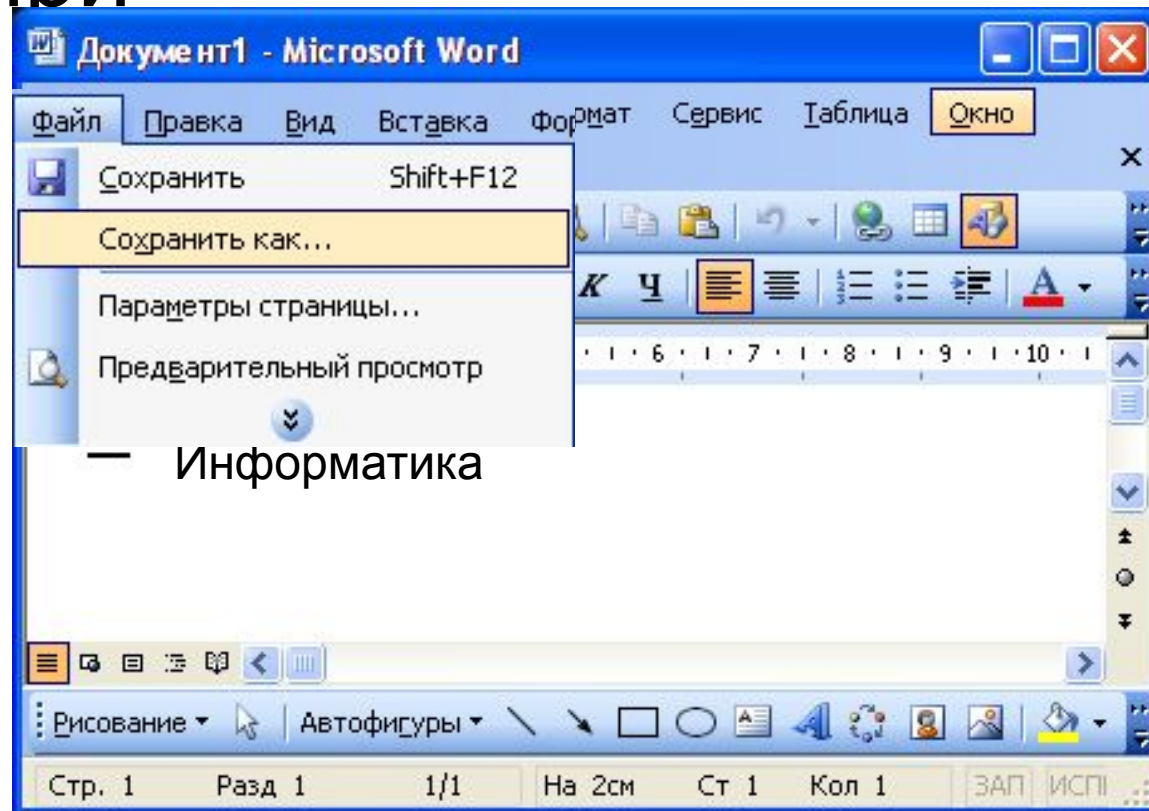 Документ1 - Microsoft Word
Файл Правка Вид Вставка Формат Сервис Таблица Окно
Сохранить Shift+F12
Сохранить как...
К Ч
А
Параметры страницы...
6 7 8 9 10
Предварительный просмотр
— Информатика
Рисование Автофигуры
Стр. 1 Разд 1 1/1 На 2см Ст 1 Кол 1 ЗАП